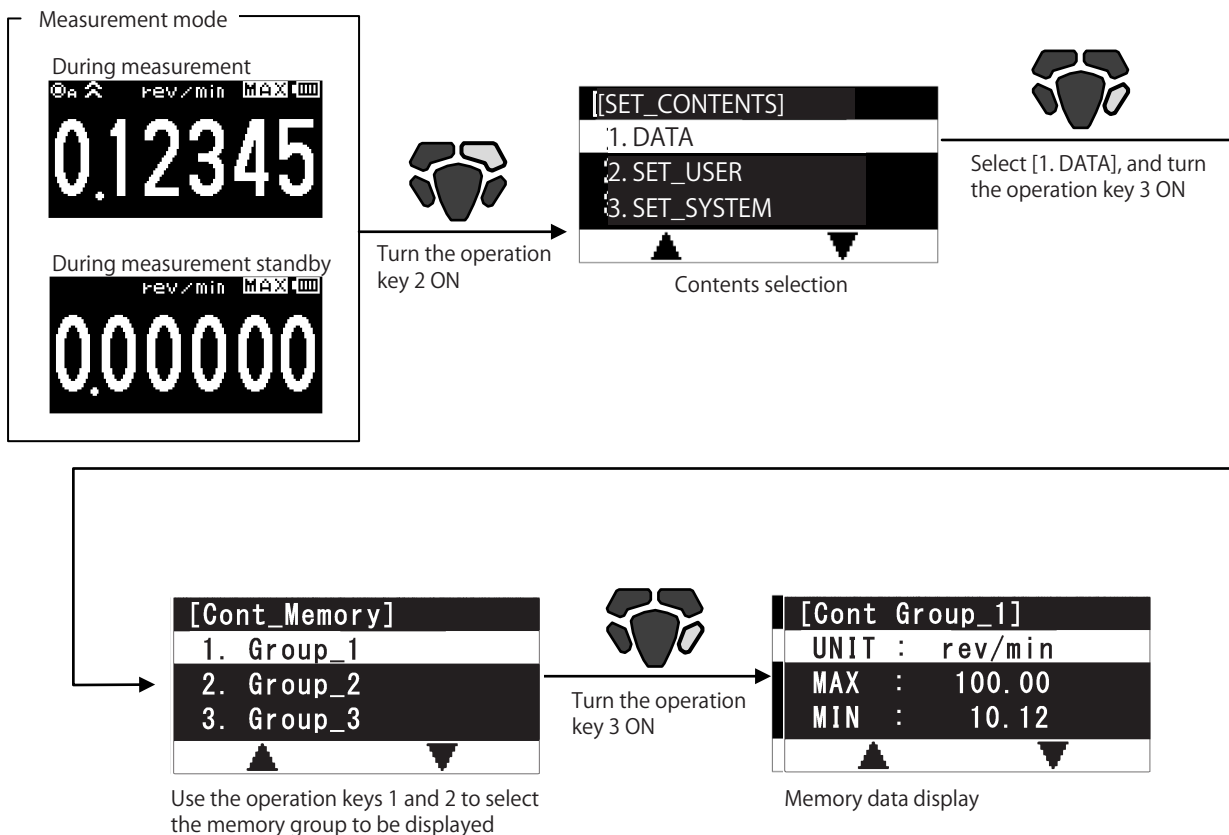 Measurement mode
During measurement
A rev/min MAX
0.12345
During measurement standby
rev/min MAX
0.00000
Turn the operation
key 2 ON
[SET_CONTENTS]
1. DATA
2. SET_USER
3. SET_SYSTEM
Contents selection
Select [1. DATA], and turn
the operation key 3 ON
[Cont_Memory]
1. Group_1
2. Group_2
3. Group_3
Use the operation keys 1 and 2 to select
the memory group to be displayed
Turn the operation
key 3 ON
[Cont Group_1]
UNIT : rev/min
MAX : 100.00
MIN : 10.12
Memory data display